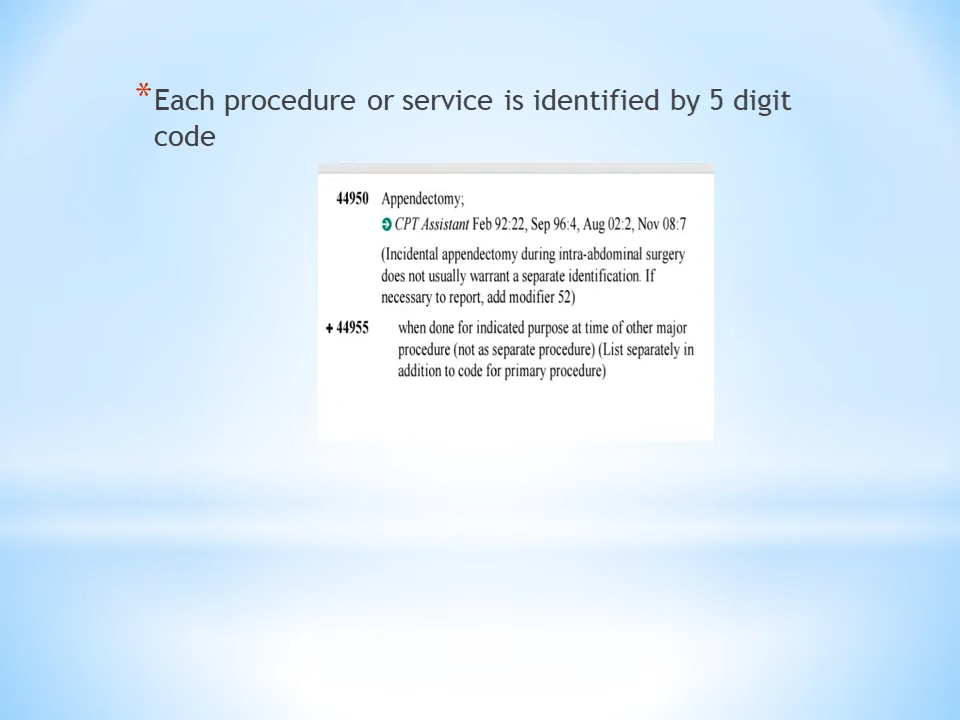 * Each procedure or service is identified by 5 digit
code
44950 Appendectomy;
CPT Assistant Feb 92:22, Sep 96:4, Aug 02:2, Nov 08:7
(Incidental appendectomy during intra-abdominal surgery
does not usually warrant a separate identification. If
necessary to report, add modifier 52)
+ 44955 when done for indicated purpose at time of other major
procedure (not as separate procedure) (List separately in
addition to code for primary procedure)